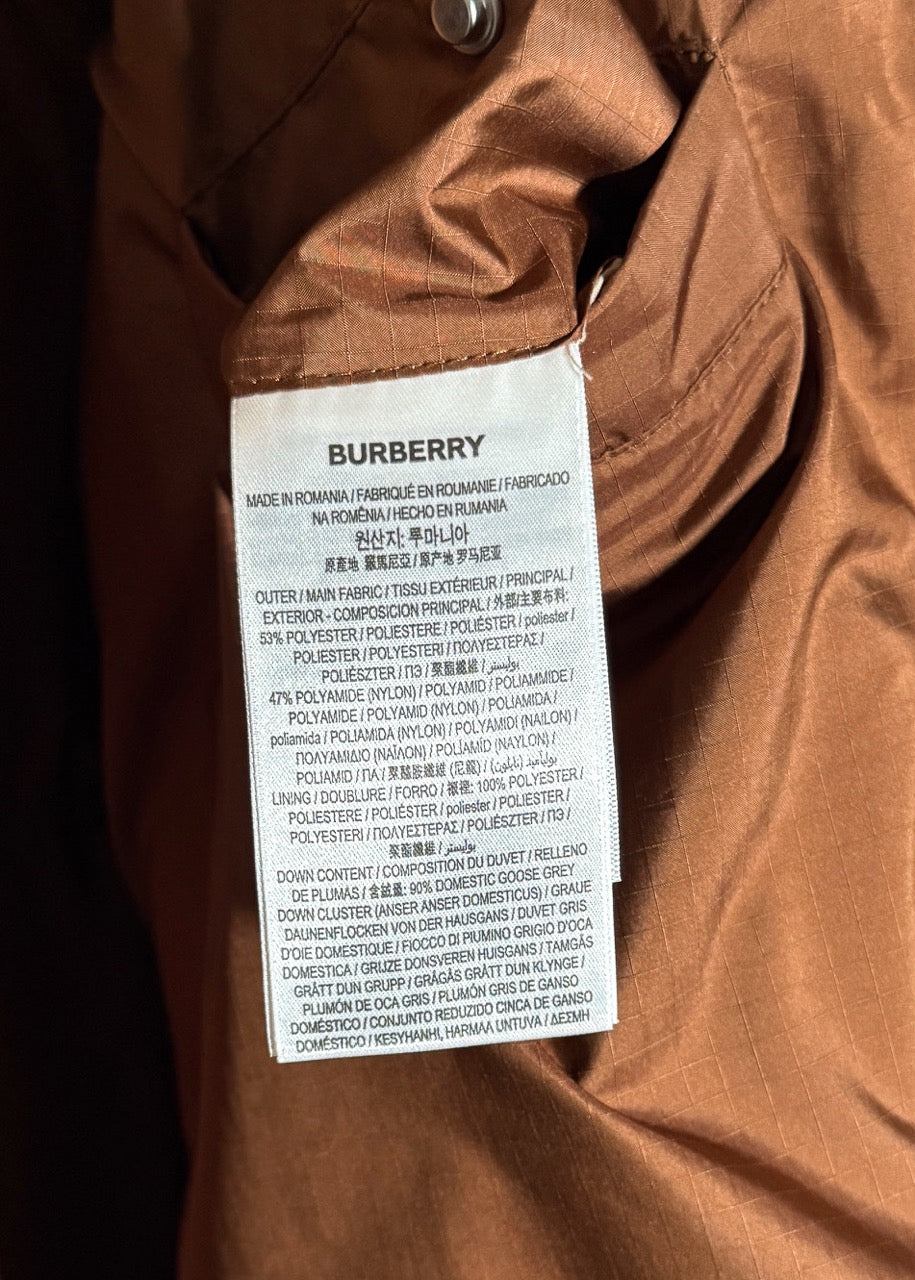 BURBERRY
MADE IN ROMANIA / FABRIQUÉ EN ROUMANIE / FABRICADO
NA ROMÊNIA / HECHO EN RUMANIA
원산지: 루마니아
原產地 羅馬尼亞 / 原产地 罗马尼亚
OUTER / MAIN FABRIC / TISSU EXTÉRIEUR / PRINCIPAL /
EXTERIOR - COMPOSICION PRINCIPAL / 外部/主要布料:
53% POLYESTER / POLIESTERE / POLIÉSTER / poliester /
POLIESTER / POLYESTERI / ΠΟΛΥΕΣΤΕΡΑΣ /
POLIÉSZTER / ПЭ / 聚酯纖維 / بوليستر
47% POLYAMIDE (NYLON) / POLYAMID / POLIAMMIDE /
POLYAMIDE / POLYAMID (NYLON) / POLIAMIDA /
poliamida / POLIAMIDA (NYLON) / POLYAMIDI (NAILON) /
ΠΟΛΥΑΜΙΔΙΟ (ΝΑΪΛΟΝ) / POLÍAMÍD (NAYLON) /
POLIAMID / ПА / 聚醯胺纖維 (尼龍) / بولياميد (نايلون)
LINING / DOUBLURE / FORRO / 襯裡: 100% POLYESTER /
POLIESTERE / POLIÉSTER / poliester / POLIESTER /
POLYESTERI / ΠΟΛΥΕΣΤΕΡΑΣ / POLIÉSZTER / ПЭ /
聚酯纖維 / بوليستر
DOWN CONTENT / COMPOSITION DU DUVET / RELLENO
DE PLUMAS / 含絨量: 90% DOMESTIC GOOSE GREY
DOWN CLUSTER (ANSER ANSER DOMESTICUS) / GRAUE
DAUNENFLOCKEN VON DER HAUSGANS / DUVET GRIS
D'OIE DOMESTIQUE / FIOCCO DI PIUMINO GRIGIO D'OCA
DOMESTICA / GRIJZE DONSVEREN HUISGANS / TAMGÅS
GRÅTT DUN GRUPP / GRÅGÅS GRÅTT DUN KLYNGE /
PLUMÓN DE OCA GRIS / PLUMÓN GRIS DE GANSO
DOMÉSTICO / CONJUNTO REDUZIDO CINCA DE GANSO
DOMÉSTICO / KESYHANHI, HARMAA UNTUVA / ΔΕΣΜΗ